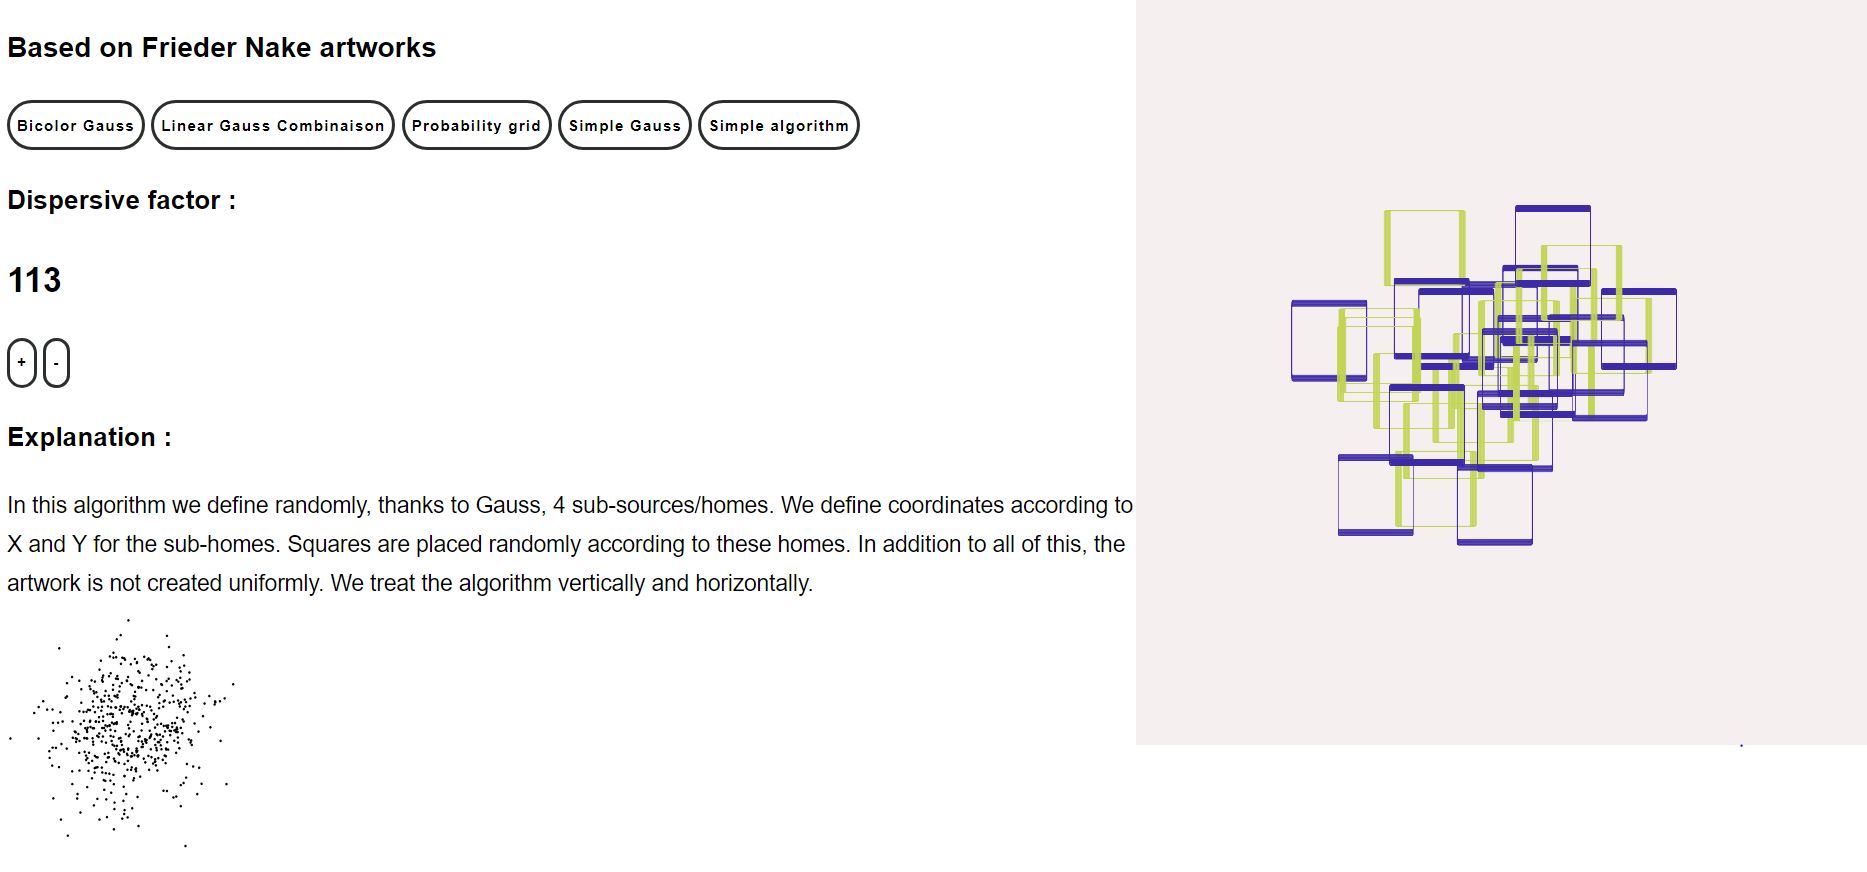 Based on Frieder Nake artworks
Bicolor Gauss Linear Gauss Combinaison Probability grid Simple Gauss Simple algorithm
Dispersive factor :
113
+ -
Explanation :
In this algorithm we define randomly, thanks to Gauss, 4 sub-sources/homes. We define coordinates according to
X and Y for the sub-homes. Squares are placed randomly according to these homes. In addition to all of this, the
artwork is not created uniformly. We treat the algorithm vertically and horizontally.